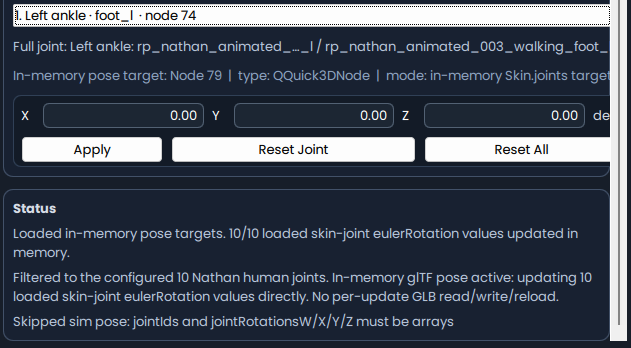 1. Left ankle · foot_l · node 74
Full joint: Left ankle: rp_nathan_animated_..._l / rp_nathan_animated_003_walking_foot_
In-memory pose target: Node 79 | type: QQuick3DNode | mode: in-memory Skin.joints target
X 0.00 Y 0.00 Z 0.00 de
Apply Reset Joint Reset All
Status
Loaded in-memory pose targets. 10/10 loaded skin-joint eulerRotation values updated in
memory.
Filtered to the configured 10 Nathan human joints. In-memory glTF pose active: updating 10
loaded skin-joint eulerRotation values directly. No per-update GLB read/write/reload.
Skipped sim pose: jointIds and jointRotationsW/X/Y/Z must be arrays